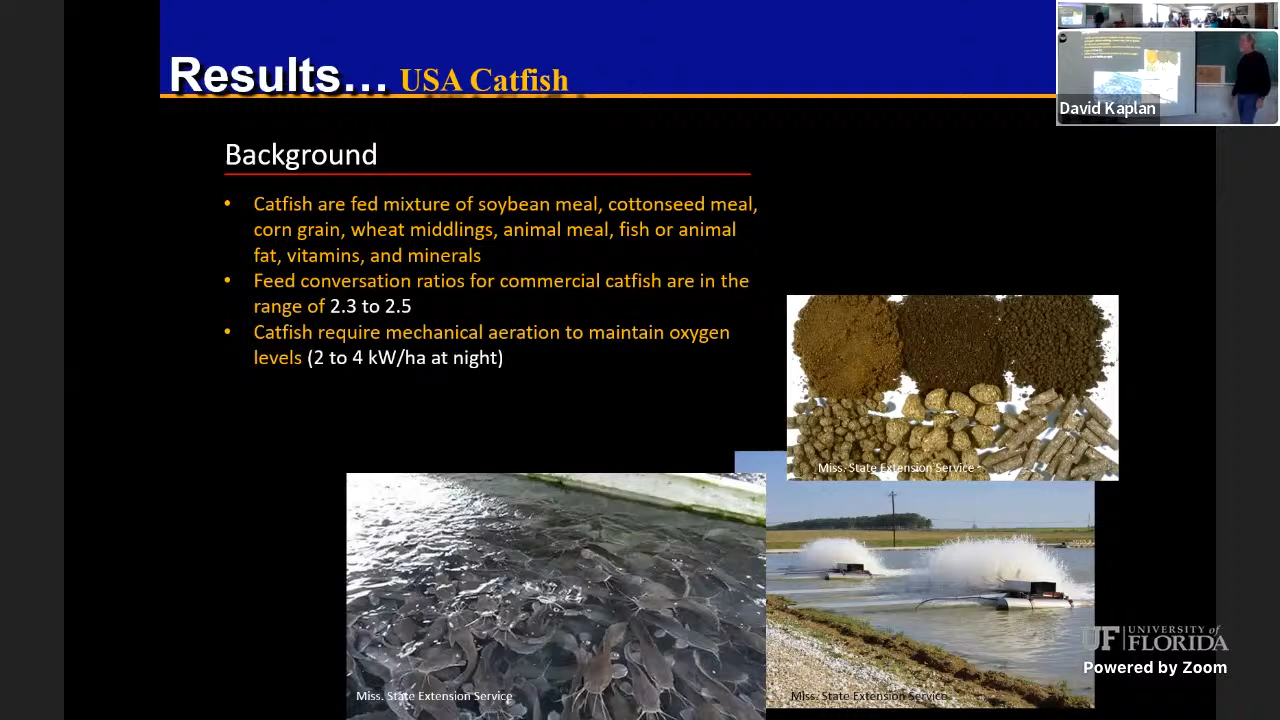 Results... USA Catfish
David Kaplan
Background
• Catfish are fed mixture of soybean meal, cottonseed meal,
corn grain, wheat middlings, animal meal, fish or animal
fat, vitamins, and minerals
• Feed conversation ratios for commercial catfish are in the
range of 2.3 to 2.5
• Catfish require mechanical aeration to maintain oxygen
levels (2 to 4 kW/ha at night)
Miss. State Extension Service
Miss. State Extension Service
Miss. State Extension Service
UF UNIVERSITY of
FLORIDA
Powered by Zoom